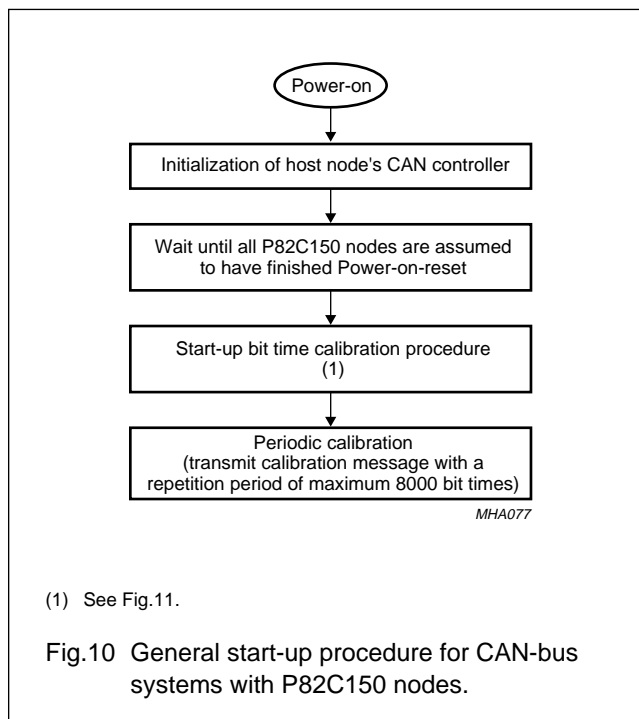 Power-on
Initialization of host node's CAN controller
Wait until all P82C150 nodes are assumed
to have finished Power-on-reset
Start-up bit time calibration procedure
(1)
Periodic calibration
(transmit calibration message with a
repetition period of maximum 8000 bit times)
MHA077
(1) See Fig.11.
Fig.10 General start-up procedure for CAN-bus
systems with P82C150 nodes.